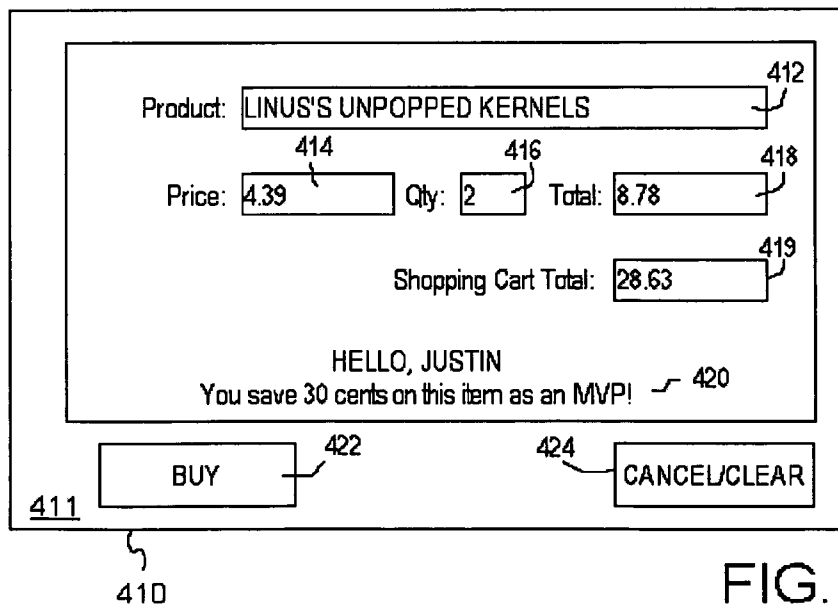 412
Product: LINUS'S UNPOPPED KERNELS
414 416 418
Price: 4.39 Qty: 2 Total: 8.78
419
Shopping Cart Total: 28.63
HELLO, JUSTIN
You save 30 cents on this item as an MVP! 420
422 424
BUY CANCEL/CLEAR
411
410
FIG.